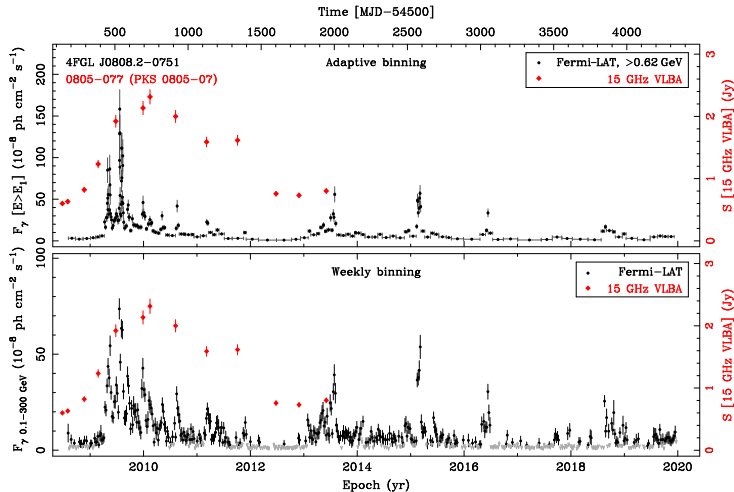 Time [MJD-54500]
500 1000 1500 2000 2500 3000 3500 4000
4FGL J0808.2-0751
0805-077 (PKS 0805-07)
Adaptive binning
Fermi-LAT, >0.62 GeV
15 GHz VLBA
F_γ [E>E_1] (10^-8 ph cm^-2 s^-1)
0.0 50 100 150 200
S [15 GHz VLBA] (Jy)
0 1 2 3
Weekly binning
Fermi-LAT
15 GHz VLBA
F_γ 0.1-300 GeV (10^-8 ph cm^-2 s^-1)
0 50 100
S [15 GHz VLBA] (Jy)
0 1 2 3
2010 2012 2014 2016 2018 2020
Epoch (yr)